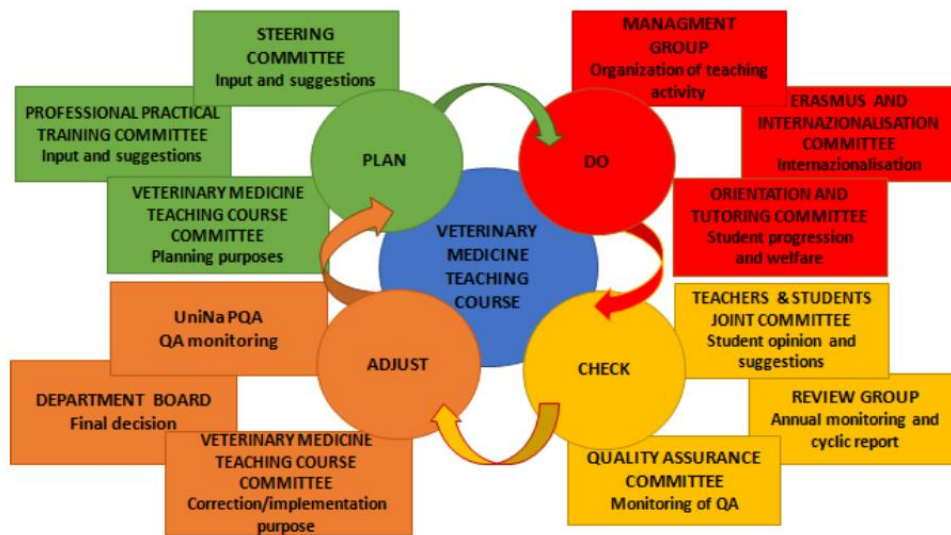 STEERING
COMMITTEE
Input and suggestions
PROFESSIONAL PRACTICAL
TRAINING COMMITTEE
Input and suggestions
VETERINARY MEDICINE
TEACHING COURSE
COMMITTEE
Planning purposes
PLAN
MANAGMENT
GROUP
Organization of teaching
activity
ERASMUS AND
INTERNAZIONALISATION
COMMITTEE
Internazionalisation
ORIENTATION AND
TUTORING COMMITTEE
Student progression
and welfare
DO
VETERINARY
MEDICINE
TEACHING
COURSE
UniNa PQA
QA monitoring
DEPARTMENT BOARD
Final decision
VETERINARY MEDICINE
TEACHING COURSE
COMMITTEE
Correction/implementation
purpose
ADJUST
CHECK
TEACHERS & STUDENTS
JOINT COMMITTEE
Student opinion and
suggestions
REVIEW GROUP
Annual monitoring and
cyclic report
QUALITY ASSURANCE
COMMITTEE
Monitoring of QA